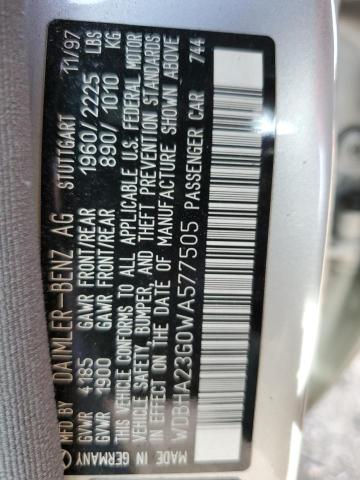 MADE IN GERMANY DAIMLER-BENZ AG STUTTGART 11/97
GVWR 4185 GAWR FRONT/REAR 1960/2225 LBS
GVWR 1900 GAWR FRONT/REAR 890/1010 KG
THIS VEHICLE CONFORMS TO ALL APPLICABLE U.S. FEDERAL MOTOR
VEHICLE SAFETY, BUMPER, AND THEFT PREVENTION STANDARDS
IN EFFECT ON THE DATE OF MANUFACTURE SHOWN ABOVE
WDBHA23G0WA577505 PASSENGER CAR 744